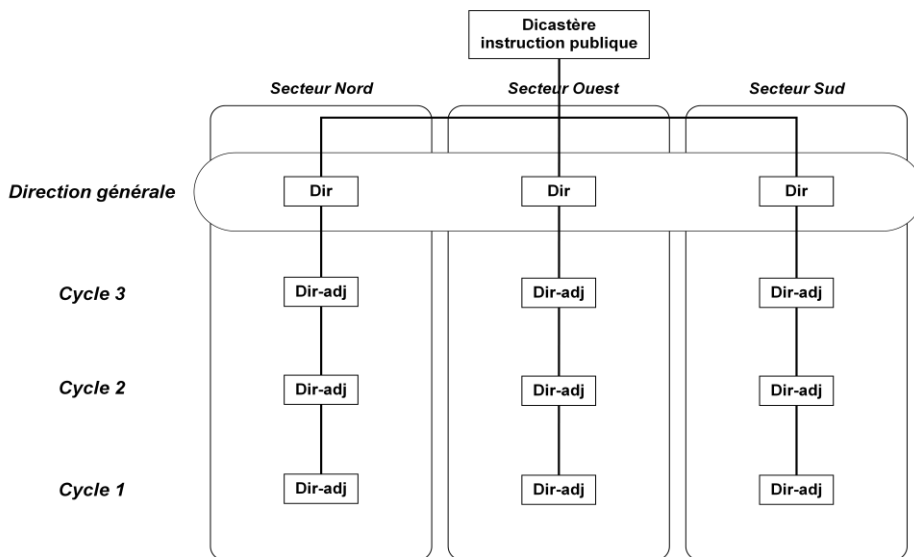 Dicastère
instruction publique
Secteur Nord
Secteur Ouest
Secteur Sud
Direction générale
Dir
Dir
Dir
Cycle 3
Dir-adj
Dir-adj
Dir-adj
Cycle 2
Dir-adj
Dir-adj
Dir-adj
Cycle 1
Dir-adj
Dir-adj
Dir-adj